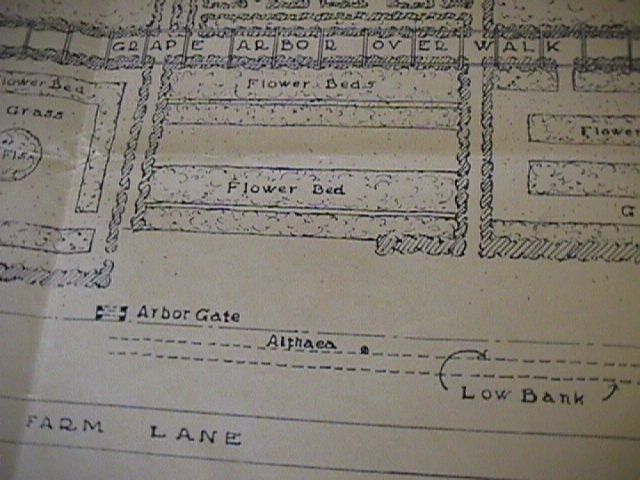 GRAPE ARBOR OVER WALK
Flower Beds
Flower Bed
Grass
Flower
Flower Bed
G
Arbor Gate
Althaea
Low Bank
FARM LANE